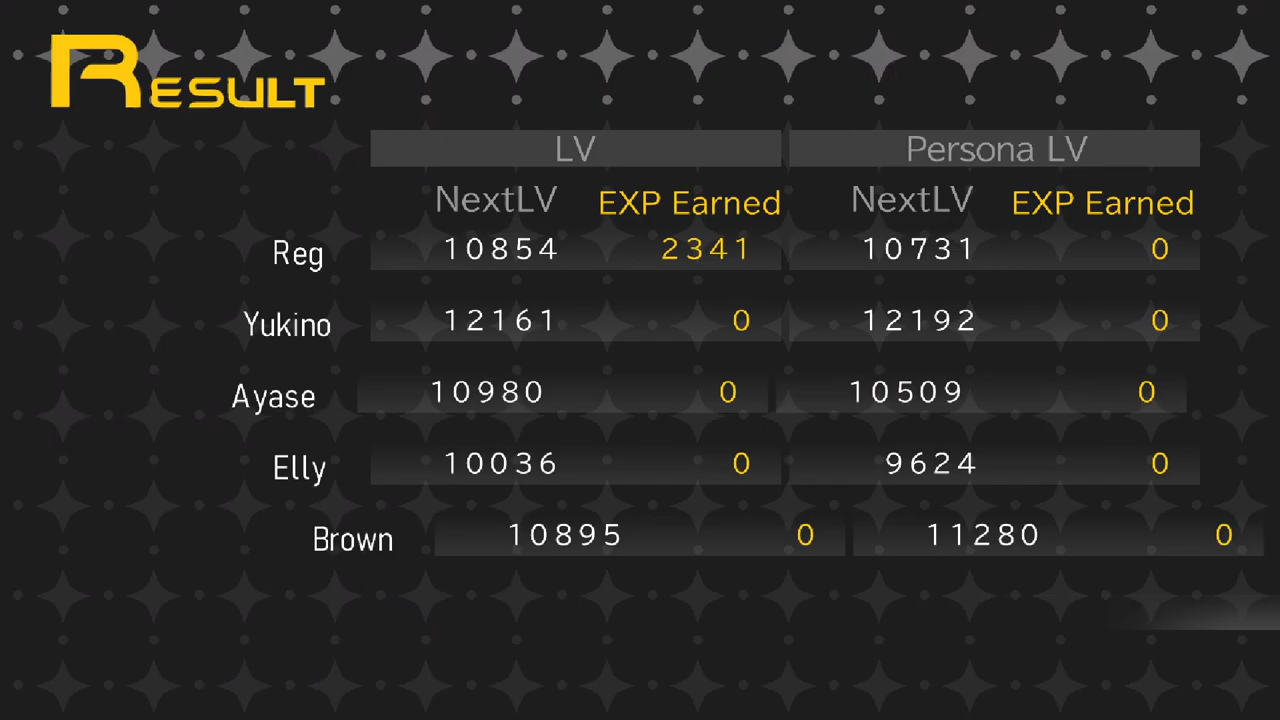 Result
LV Persona LV
NextLV EXP Earned NextLV EXP Earned
Reg 10854 2341 10731 0
Yukino 12161 0 12192 0
Ayase 10980 0 10509 0
Elly 10036 0 9624 0
Brown 10895 0 11280 0